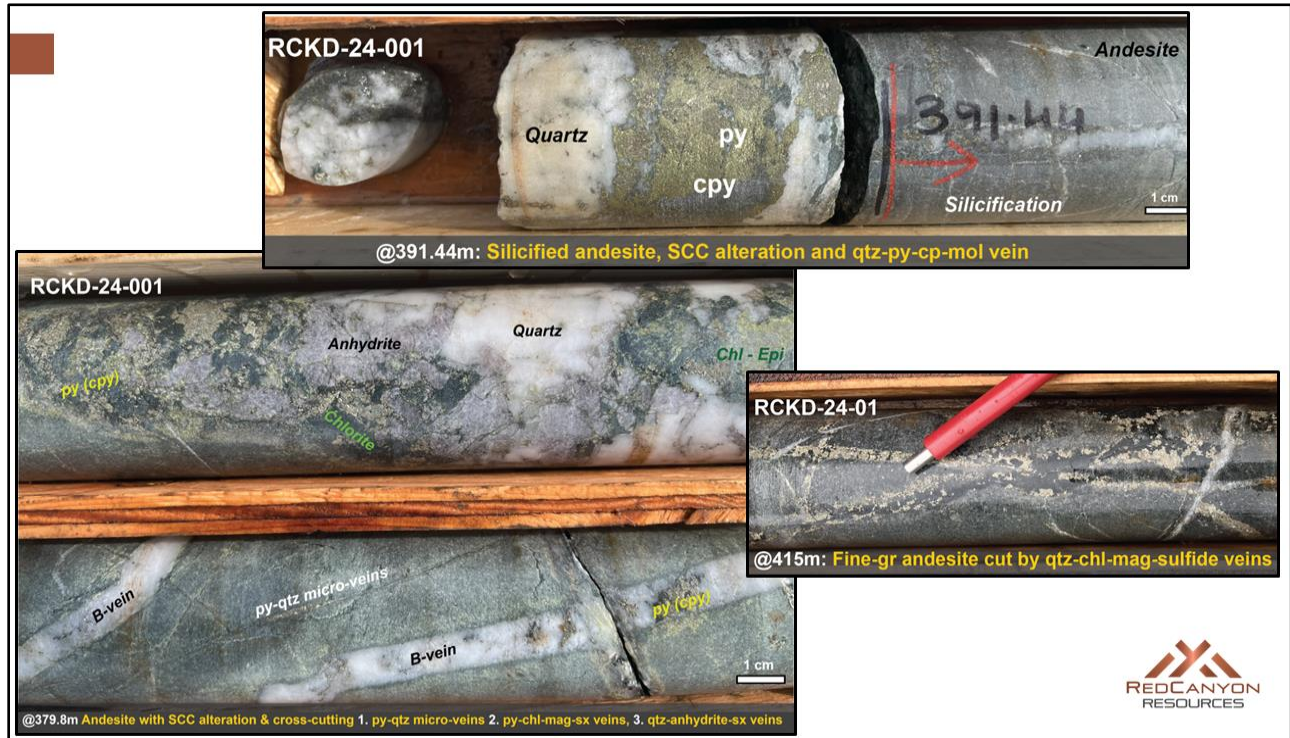 RCKD-24-001
Andesite
Quartz
py
cpy
391.44
Silicification
1 cm
@391.44m: Silicified andesite, SCC alteration and qtz-py-cp-mol vein
RCKD-24-001
Anhydrite
Quartz
Chl - Epi
py (cpy)
Chlorite
B-vein
py-qtz micro-veins
py (cpy)
B-vein
1 cm
@379.8m Andesite with SCC alteration & cross-cutting 1. py-qtz micro-veins 2. py-chl-mag-sx veins, 3. qtz-anhydrite-sx veins
RCKD-24-01
@415m: Fine-gr andesite cut by qtz-chl-mag-sulfide veins
REDCANYON
RESOURCES